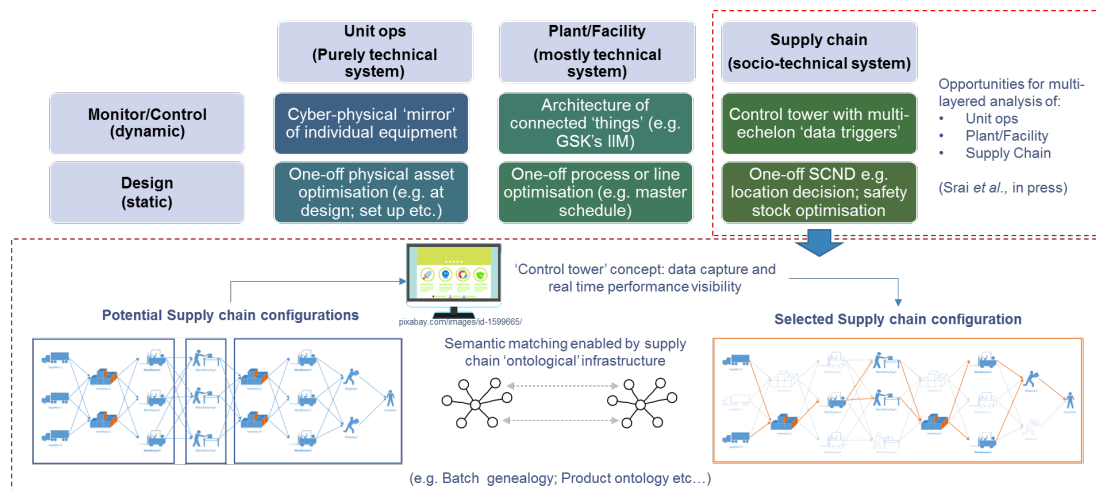 Unit ops
(Purely technical
system)
Plant/Facility
(mostly technical
system)
Supply chain
(socio-technical system)
Monitor/Control
(dynamic)
Cyber-physical ‘mirror’
of individual equipment
Architecture of
connected ‘things’ (e.g.
GSK’s IIM)
Control tower with multi-
echelon ‘data triggers’
Design
(static)
One-off physical asset
optimisation (e.g. at
design; set up etc.)
One-off process or line
optimisation (e.g. master
schedule)
One-off SCND e.g.
location decision; safety
stock optimisation
Opportunities for multi-
layered analysis of:
• Unit ops
• Plant/Facility
• Supply Chain
(Srai et al., in press)
‘Control tower’ concept: data capture and
real time performance visibility
pixabay.com/images/id-1599665/
Potential Supply chain configurations
Semantic matching enabled by supply
chain ‘ontological’ infrastructure
Selected Supply chain configuration
(e.g. Batch genealogy; Product ontology etc…)